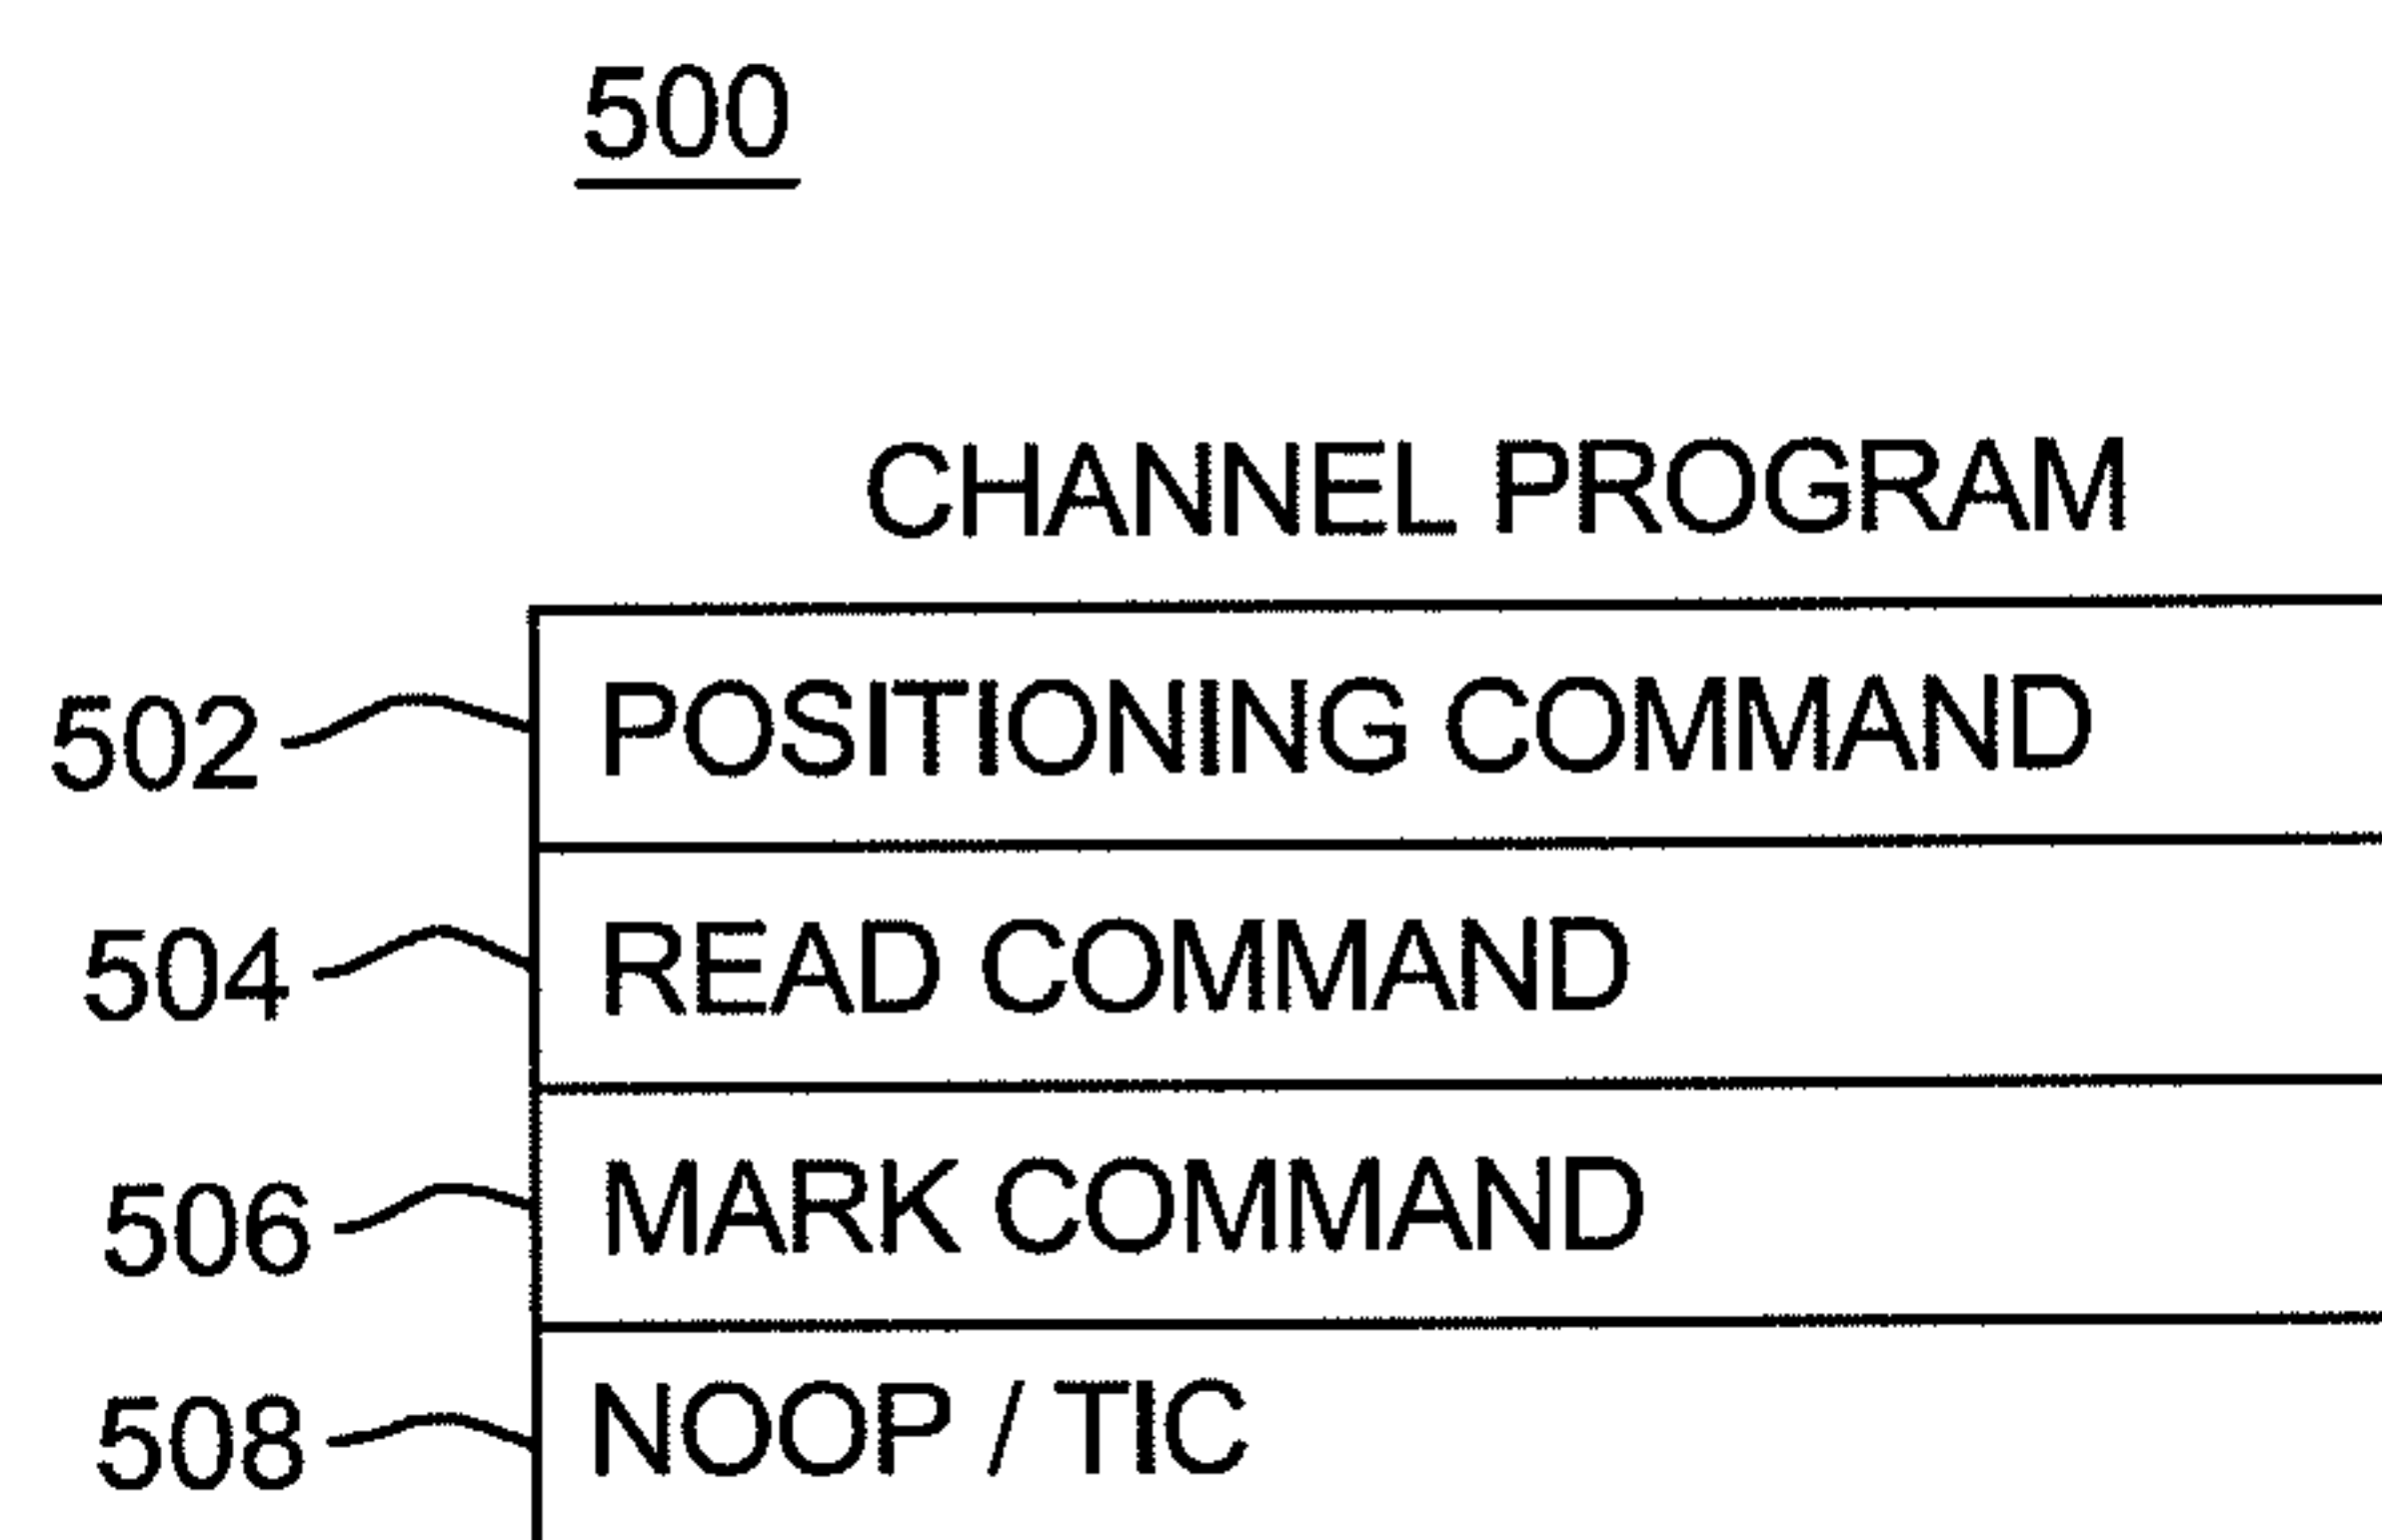 500
CHANNEL PROGRAM
502 POSITIONING COMMAND
504 READ COMMAND
506 MARK COMMAND
508 NOOP / TIC